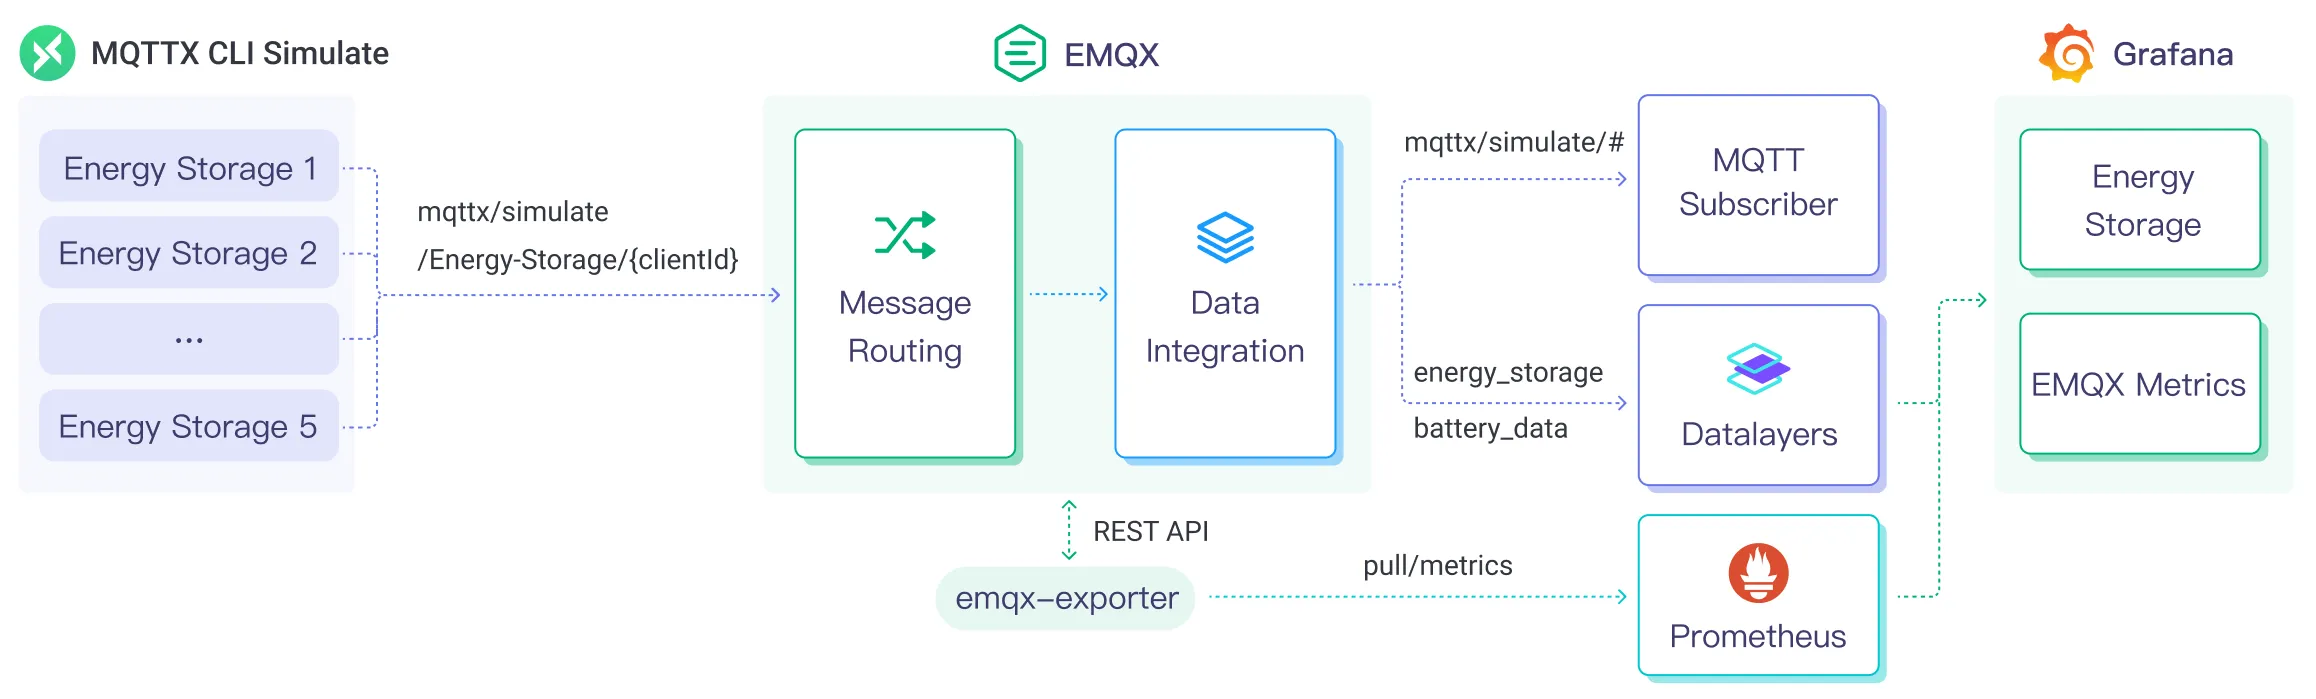 MQTTX CLI Simulate
Energy Storage 1
Energy Storage 2
...
Energy Storage 5
mqttx/simulate
/Energy-Storage/{clientId}
EMQX
Message
Routing
Data
Integration
REST API
emqx-exporter
pull/metrics
mqttx/simulate/#
energy_storage
battery_data
MQTT
Subscriber
Datalayers
Prometheus
Grafana
Energy
Storage
EMQX Metrics